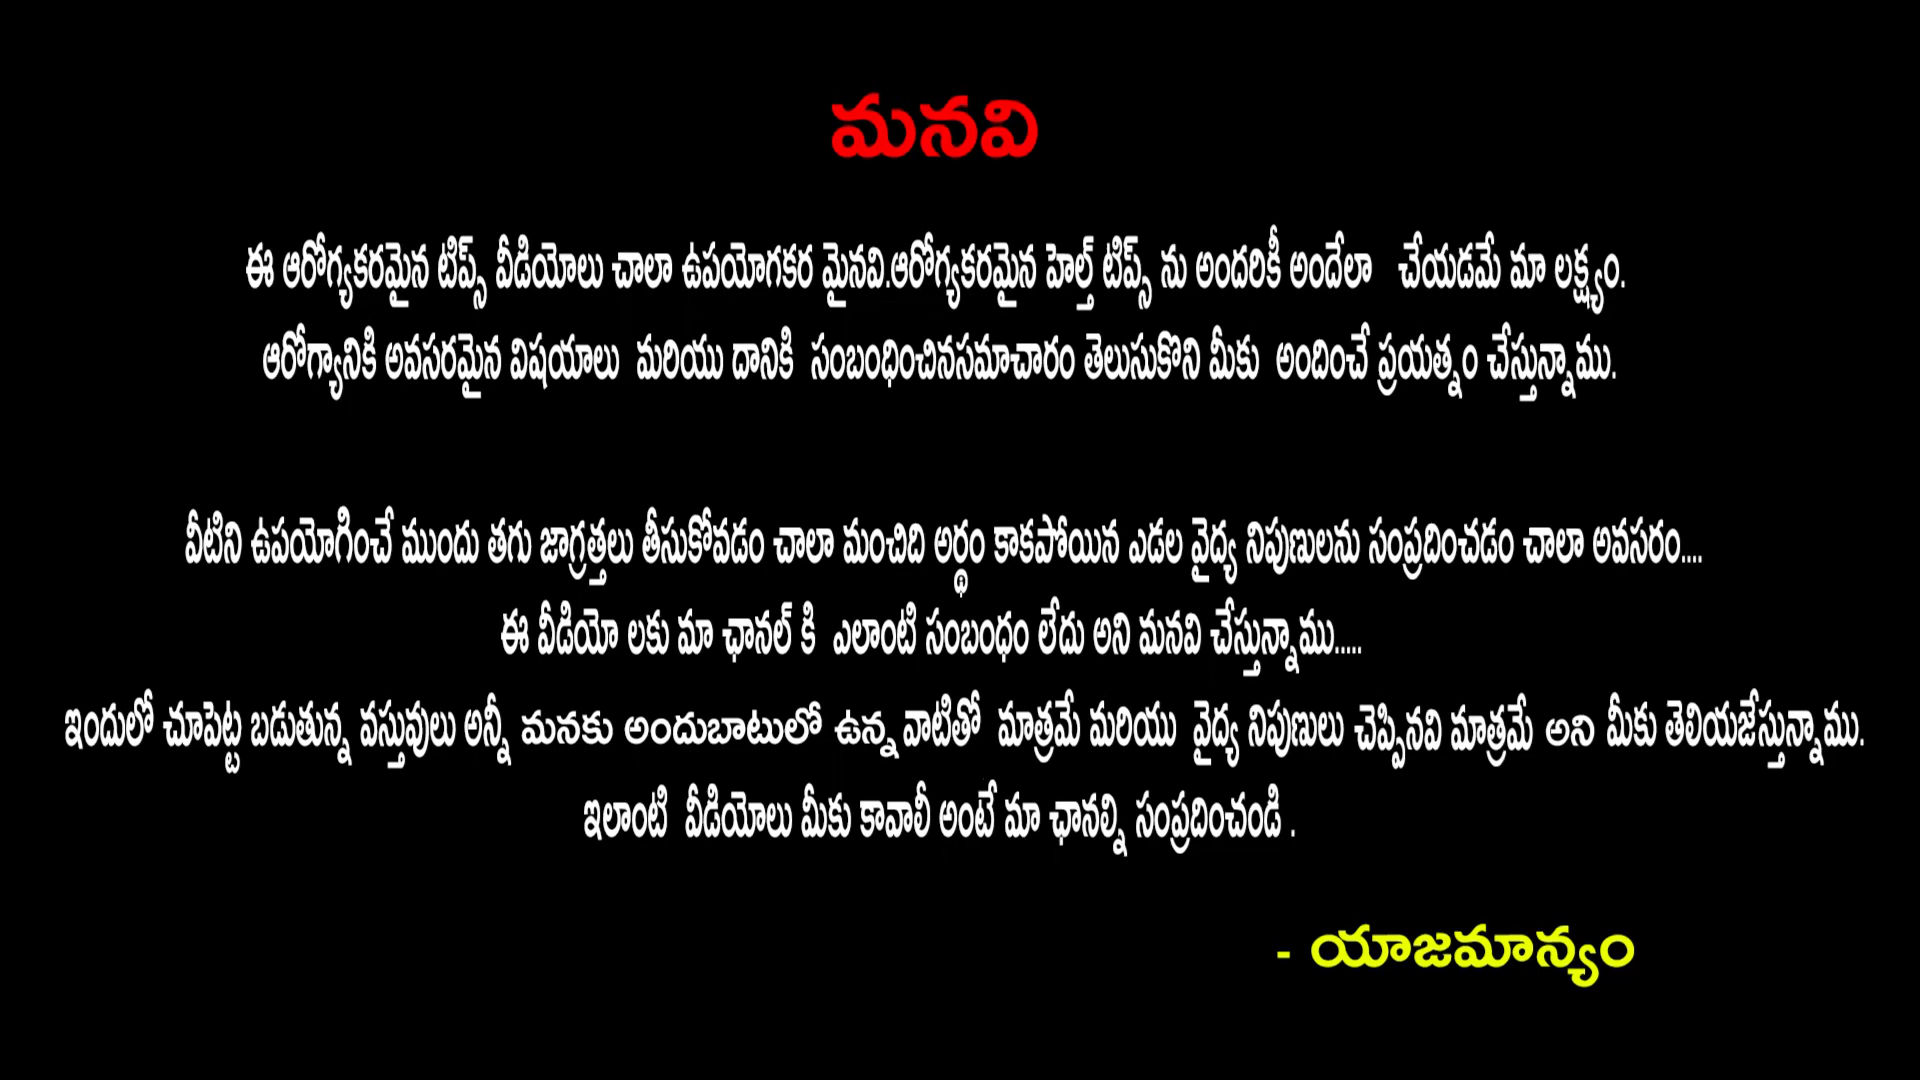 మనవి
ఈ ఆరోగ్యకరమైన టిప్స్ వీడియోలు చాలా ఉపయోగకర మైనవి.ఆరోగ్యకరమైన హెల్త్ టిప్స్ ను అందరికీ అందేలా చేయడమే మా లక్ష్యం.
ఆరోగ్యానికి అవసరమైన విషయాలు మరియు దానికి సంబంధించినసమాచారం తెలుసుకొని మీకు అందించే ప్రయత్నం చేస్తున్నాము.
వీటిని ఉపయోగించే ముందు తగు జాగ్రత్తలు తీసుకోవడం చాలా మంచిది అర్థం కాకపోయిన ఎడల వైద్య నిపుణులను సంప్రదించడం చాలా అవసరం....
ఈ వీడియో లకు మా ఛానల్ కి ఎలాంటి సంబంధం లేదు అని మనవి చేస్తున్నాము.....
ఇందులో చూపెట్ట బడుతున్న వస్తువులు అన్నీ మనకు అందుబాటులో ఉన్న వాటితో మాత్రమే మరియు వైద్య నిపుణులు చెప్పినవి మాత్రమే అని మీకు తెలియజేస్తున్నాము.
ఇలాంటి వీడియోలు మీకు కావాలీ అంటే మా ఛానల్ని సంప్రదించండి .
- యాజమాన్యం